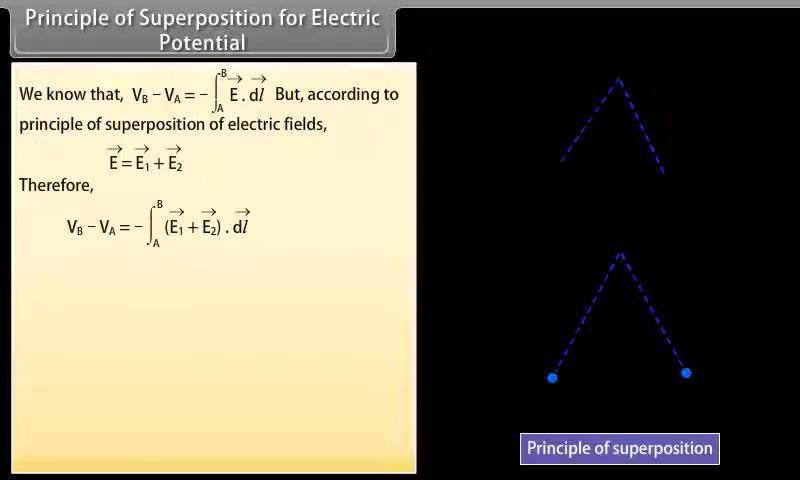 Principle of Superposition for Electric
Potential
We know that, V_B − V_A = − ∫_A^B E⃗ . dl⃗ But, according to
principle of superposition of electric fields,
E⃗ = E⃗₁ + E⃗₂
Therefore,
V_B − V_A = − ∫_A^B (E⃗₁ + E⃗₂) . dl⃗
Principle of superposition